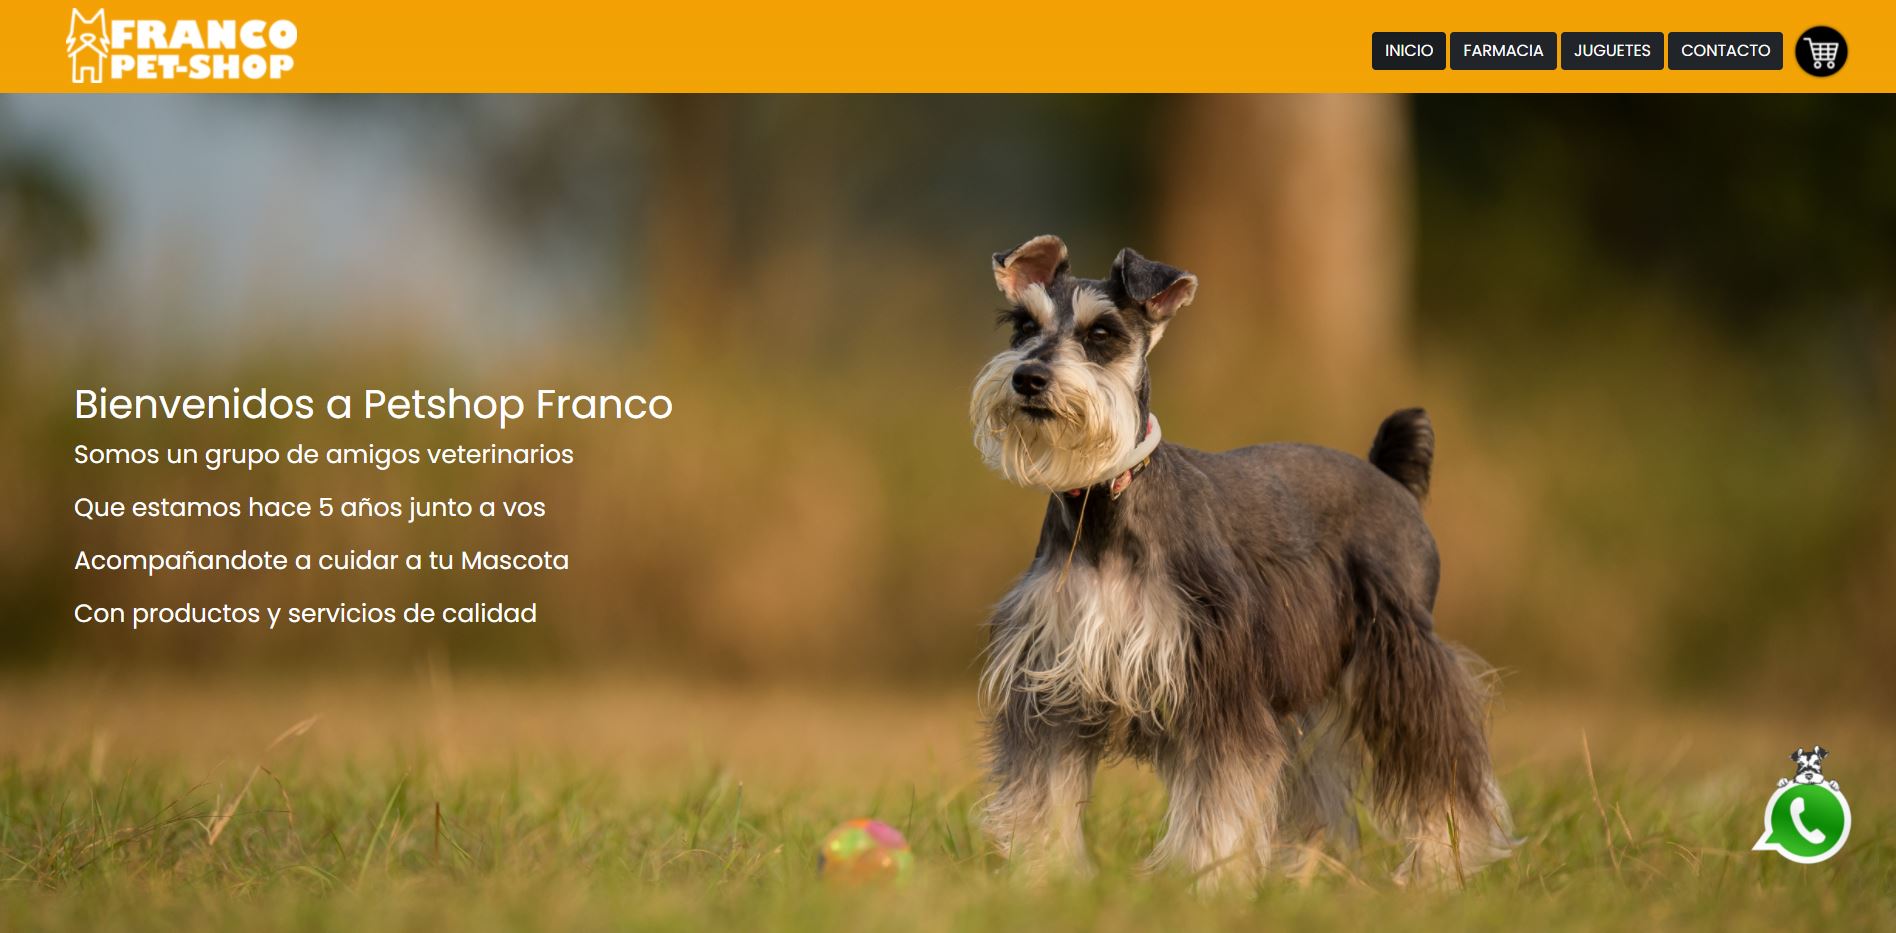 FRANCO
PET-SHOP
INICIO
FARMACIA
JUGUETES
CONTACTO
Bienvenidos a Petshop Franco
Somos un grupo de amigos veterinarios
Que estamos hace 5 años junto a vos
Acompañandote a cuidar a tu Mascota
Con productos y servicios de calidad